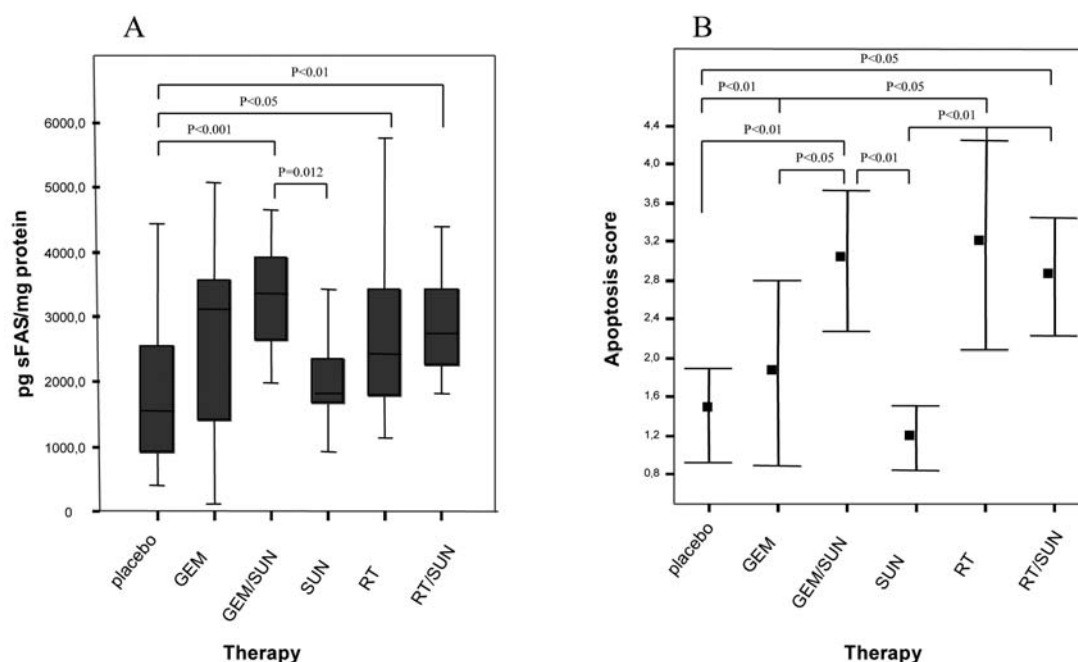 A
P<0.01
P<0.05
P<0.001
P=0.012
pg sFAS/mg protein
6000,0
5000,0
4000,0
3000,0
2000,0
1000,0
0
placebo
GEM
GEM/SUN
SUN
RT
RT/SUN
Therapy
B
P<0.05
P<0.01
P<0.05
P<0.01
P<0.01
P<0.05
P<0.01
Apoptosis score
4,4
4,0
3,6
3,2
2,8
2,4
2,0
1,6
1,2
0,8
placebo
GEM
GEM/SUN
SUN
RT
RT/SUN
Therapy